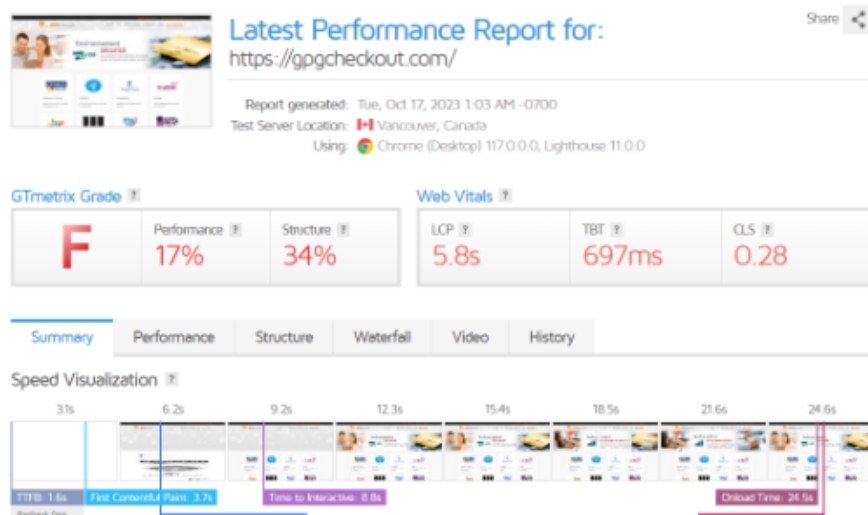 Latest Performance Report for:
Share
https://gpgcheckout.com/
Report generated: Tue, Oct 17, 2023 1:03 AM -0700
Test Server Location: Vancouver, Canada
Using: Chrome (Desktop) 117.0.0.0, Lighthouse 11.0.0
GTmetrix Grade ?
Web Vitals ?
F
Performance ?
17%
Structure ?
34%
LCP ?
5.8s
TBT ?
697ms
CLS ?
0.28
Summary Performance Structure Waterfall Video History
Speed Visualization ?
3.1s 6.2s 9.2s 12.3s 15.4s 18.5s 21.6s 24.6s
TTFB: 1.6s First Contentful Paint: 3.7s Time to Interactive: 8.8s Onload Time: 24.5s